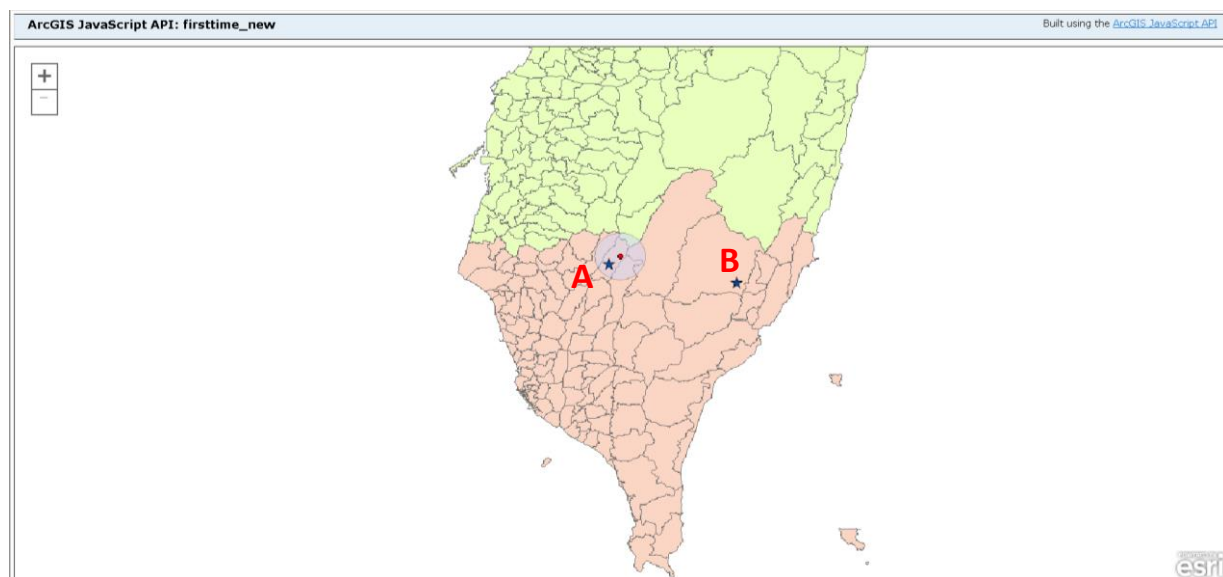 ArcGIS JavaScript API: firsttime_new
Built using the ArcGIS JavaScript API
+
−
A
B
esri